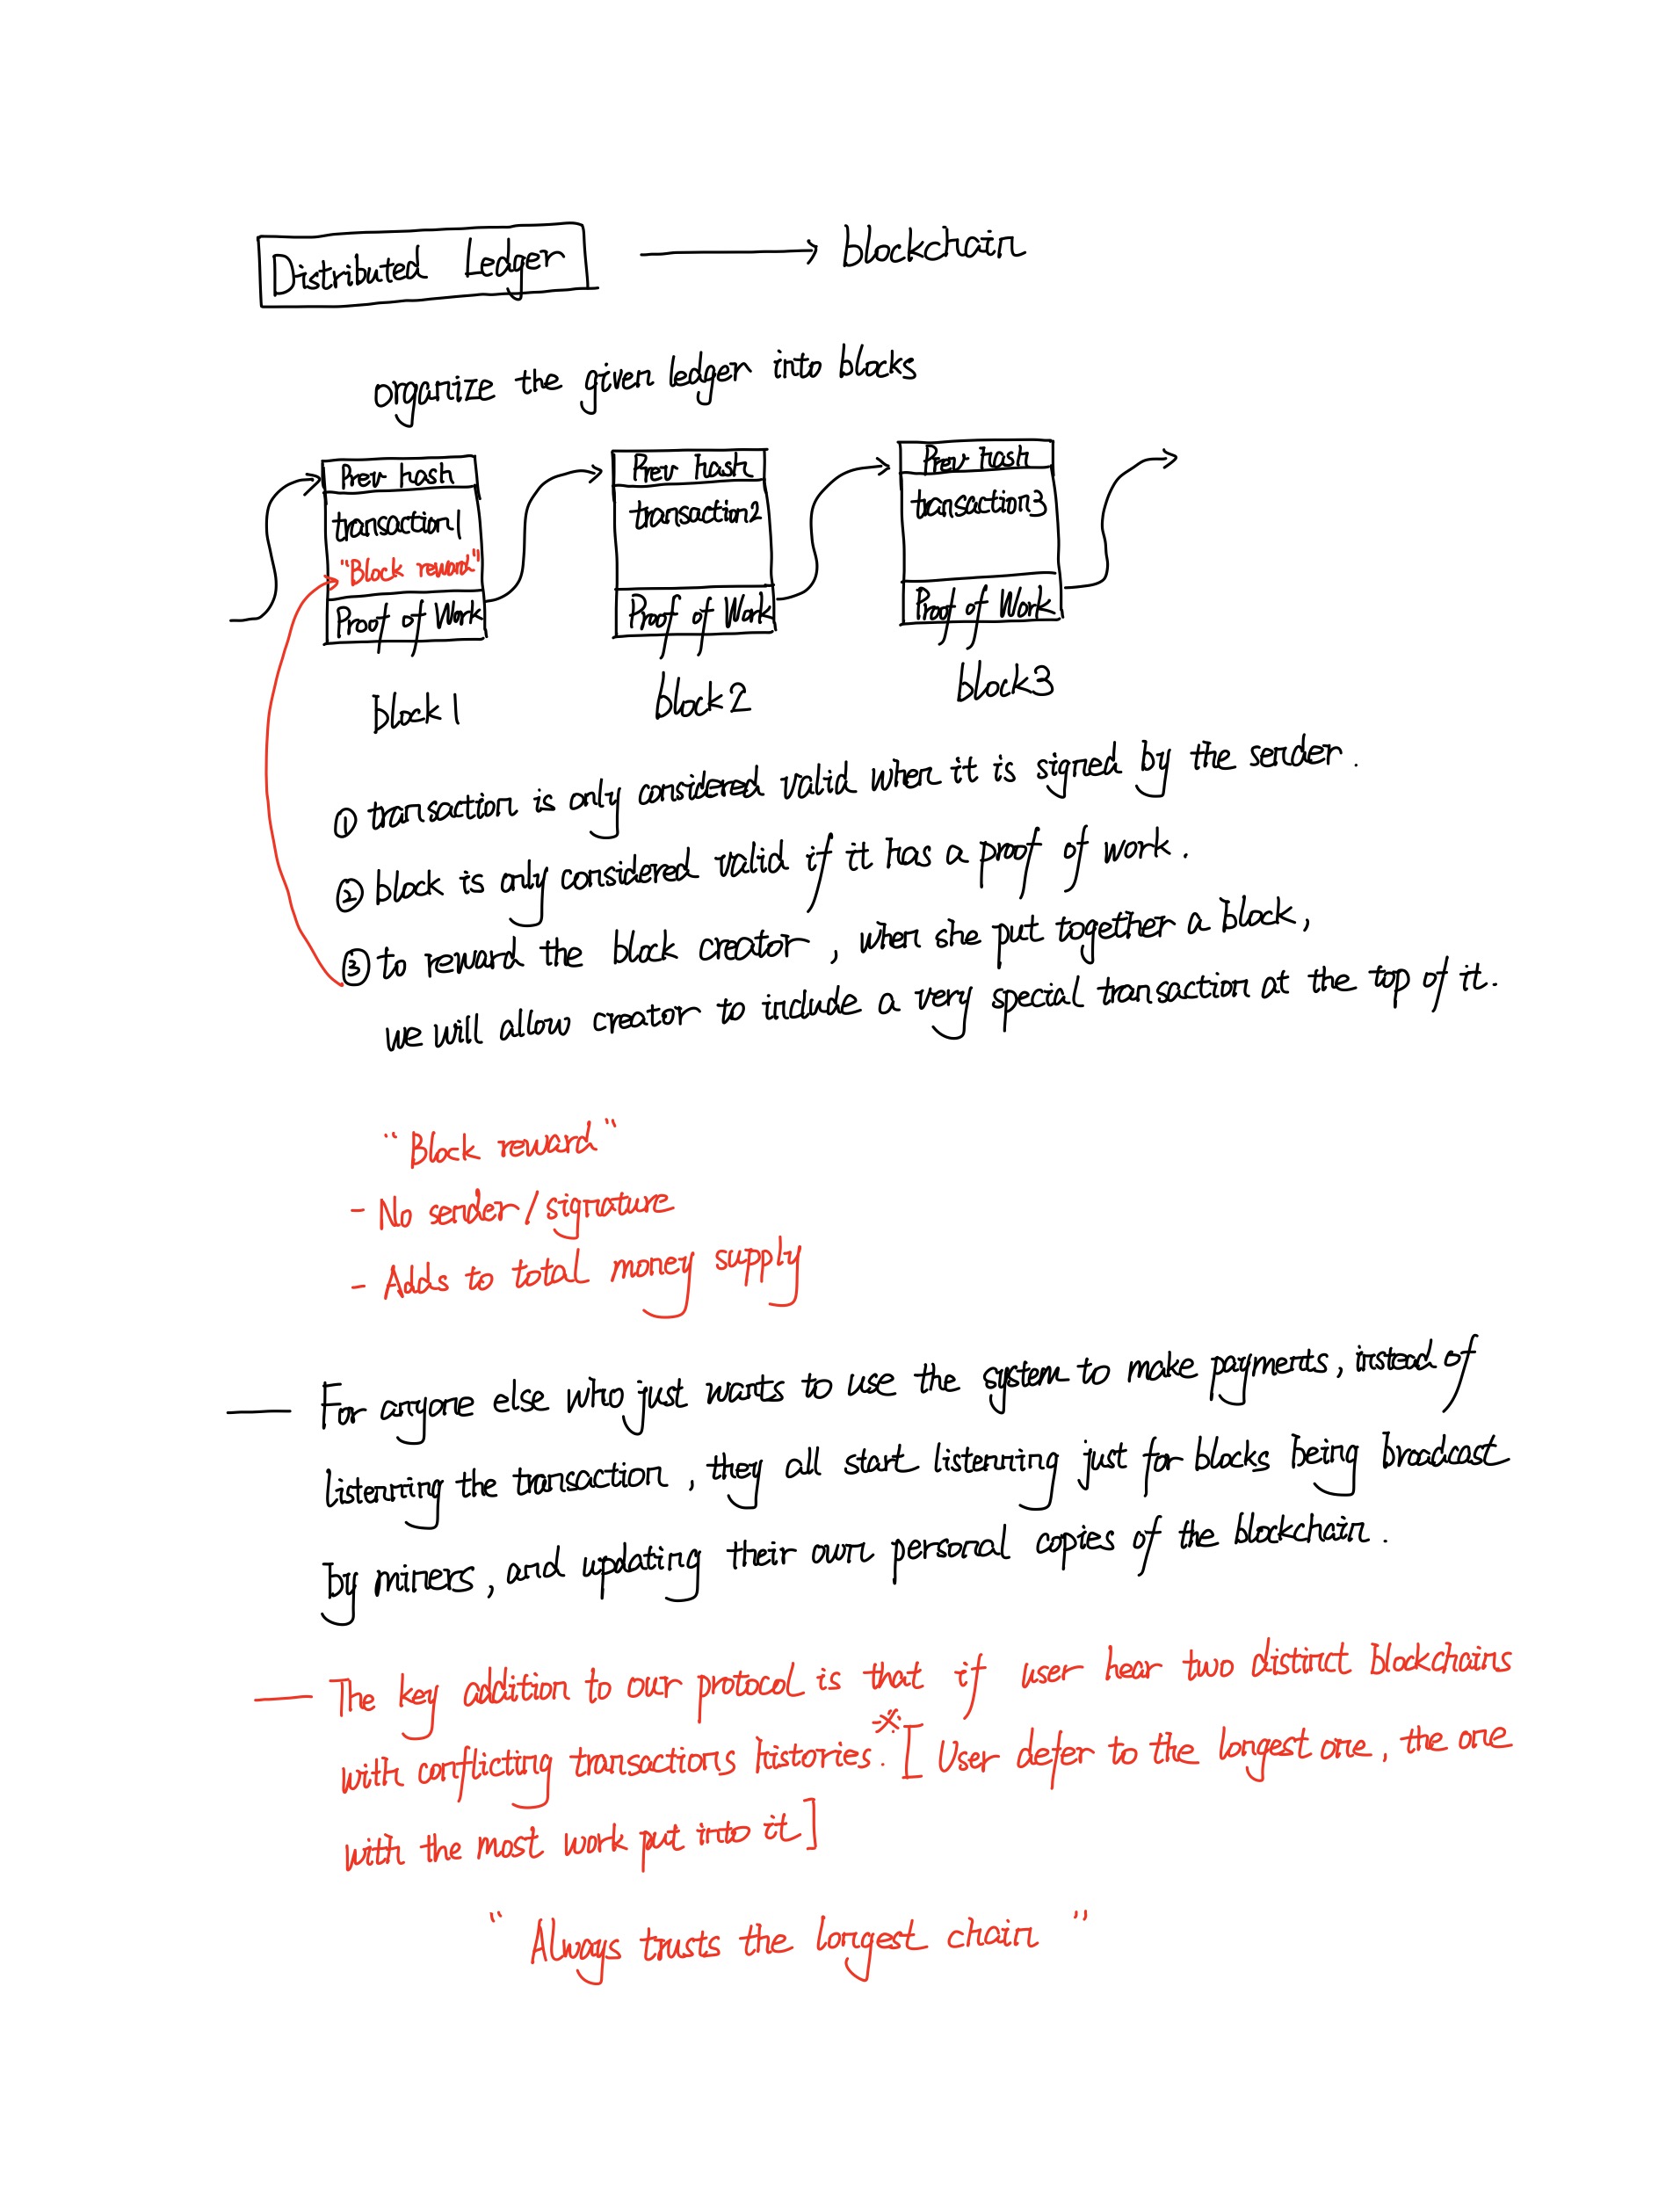 Distributed Ledger → blockchain
organize the given ledger into blocks
Prev hash
transaction1
"Block reward"
Proof of Work
block1
Prev hash
transaction2
Proof of Work
block2
Prev hash
transaction3
Proof of Work
block3
① transaction is only considered valid when it is signed by the sender.
② block is only considered valid if it has a proof of work.
③ to reward the block creator, when she put together a block,
we will allow creator to include a very special transaction at the top of it.
"Block reward"
- No sender/signature
- Adds to total money supply
— For anyone else who just wants to use the system to make payments, instead of
listenning the transaction, they all start listenning just for blocks being broadcast
by miners, and updating their own personal copies of the blockchain.
— The key addition to our protocol is that if user hear two distinct blockchains
with conflicting transactions histories. ※ [User defer to the longest one, the one
with the most work put into it]
"Always trusts the longest chain"